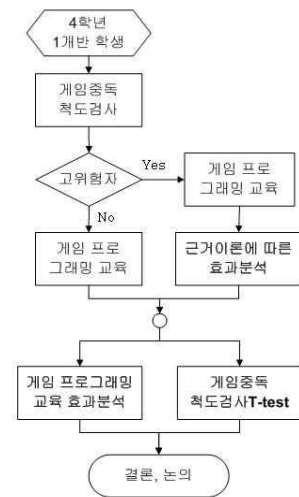 4학년
1개반 학생
게임중독
척도검사
고위험자
Yes
게임 프로
그래밍 교육
No
게임 프로
그래밍 교육
근거이론에 따른
효과분석
게임 프로그래밍
교육 효과분석
게임중독
척도검사T-test
결론, 논의